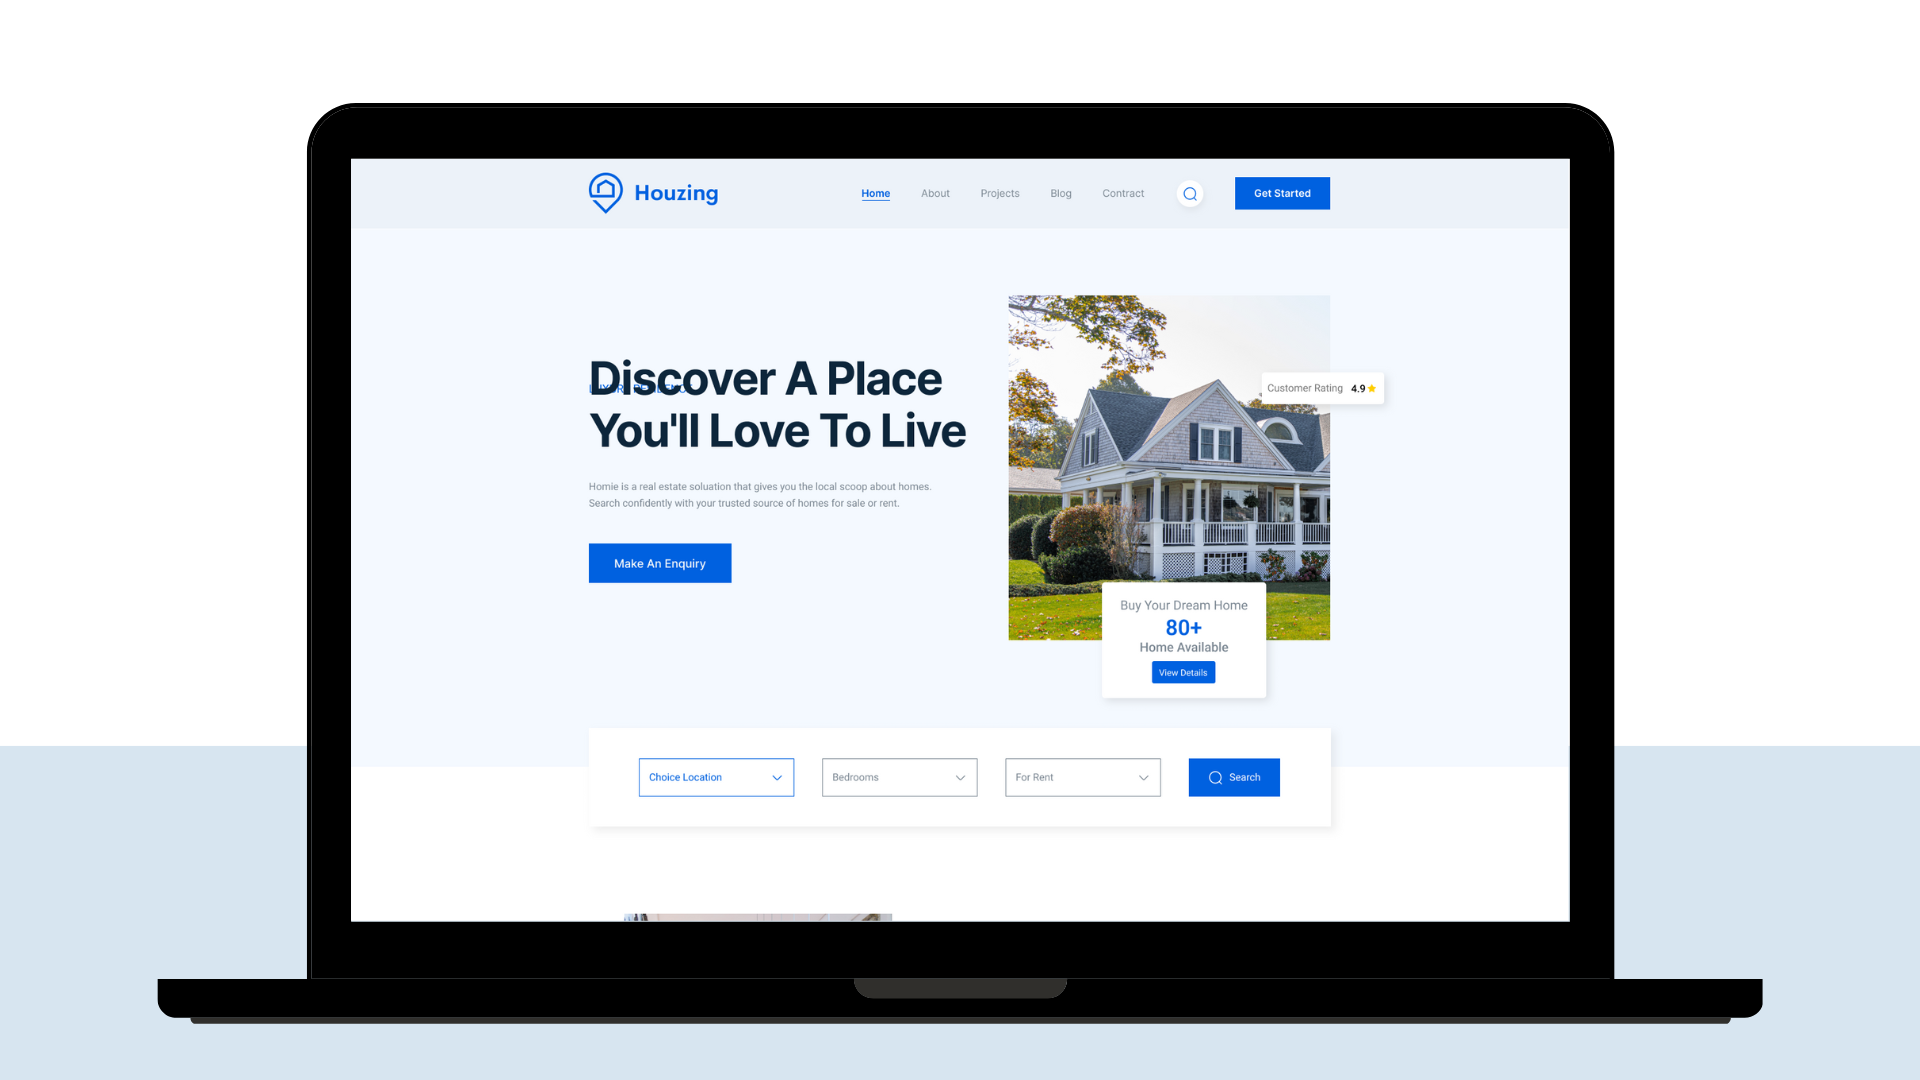 Houzing
Home
About
Projects
Blog
Contract
Get Started
Discover A Place
You'll Love To Live
Homie is a real estate soluation that gives you the local scoop about homes.
Search confidently with your trusted source of homes for sale or rent.
Make An Enquiry
Customer Rating 4.9
Buy Your Dream Home
80+
Home Available
View Details
Choice Location
Bedrooms
For Rent
Search